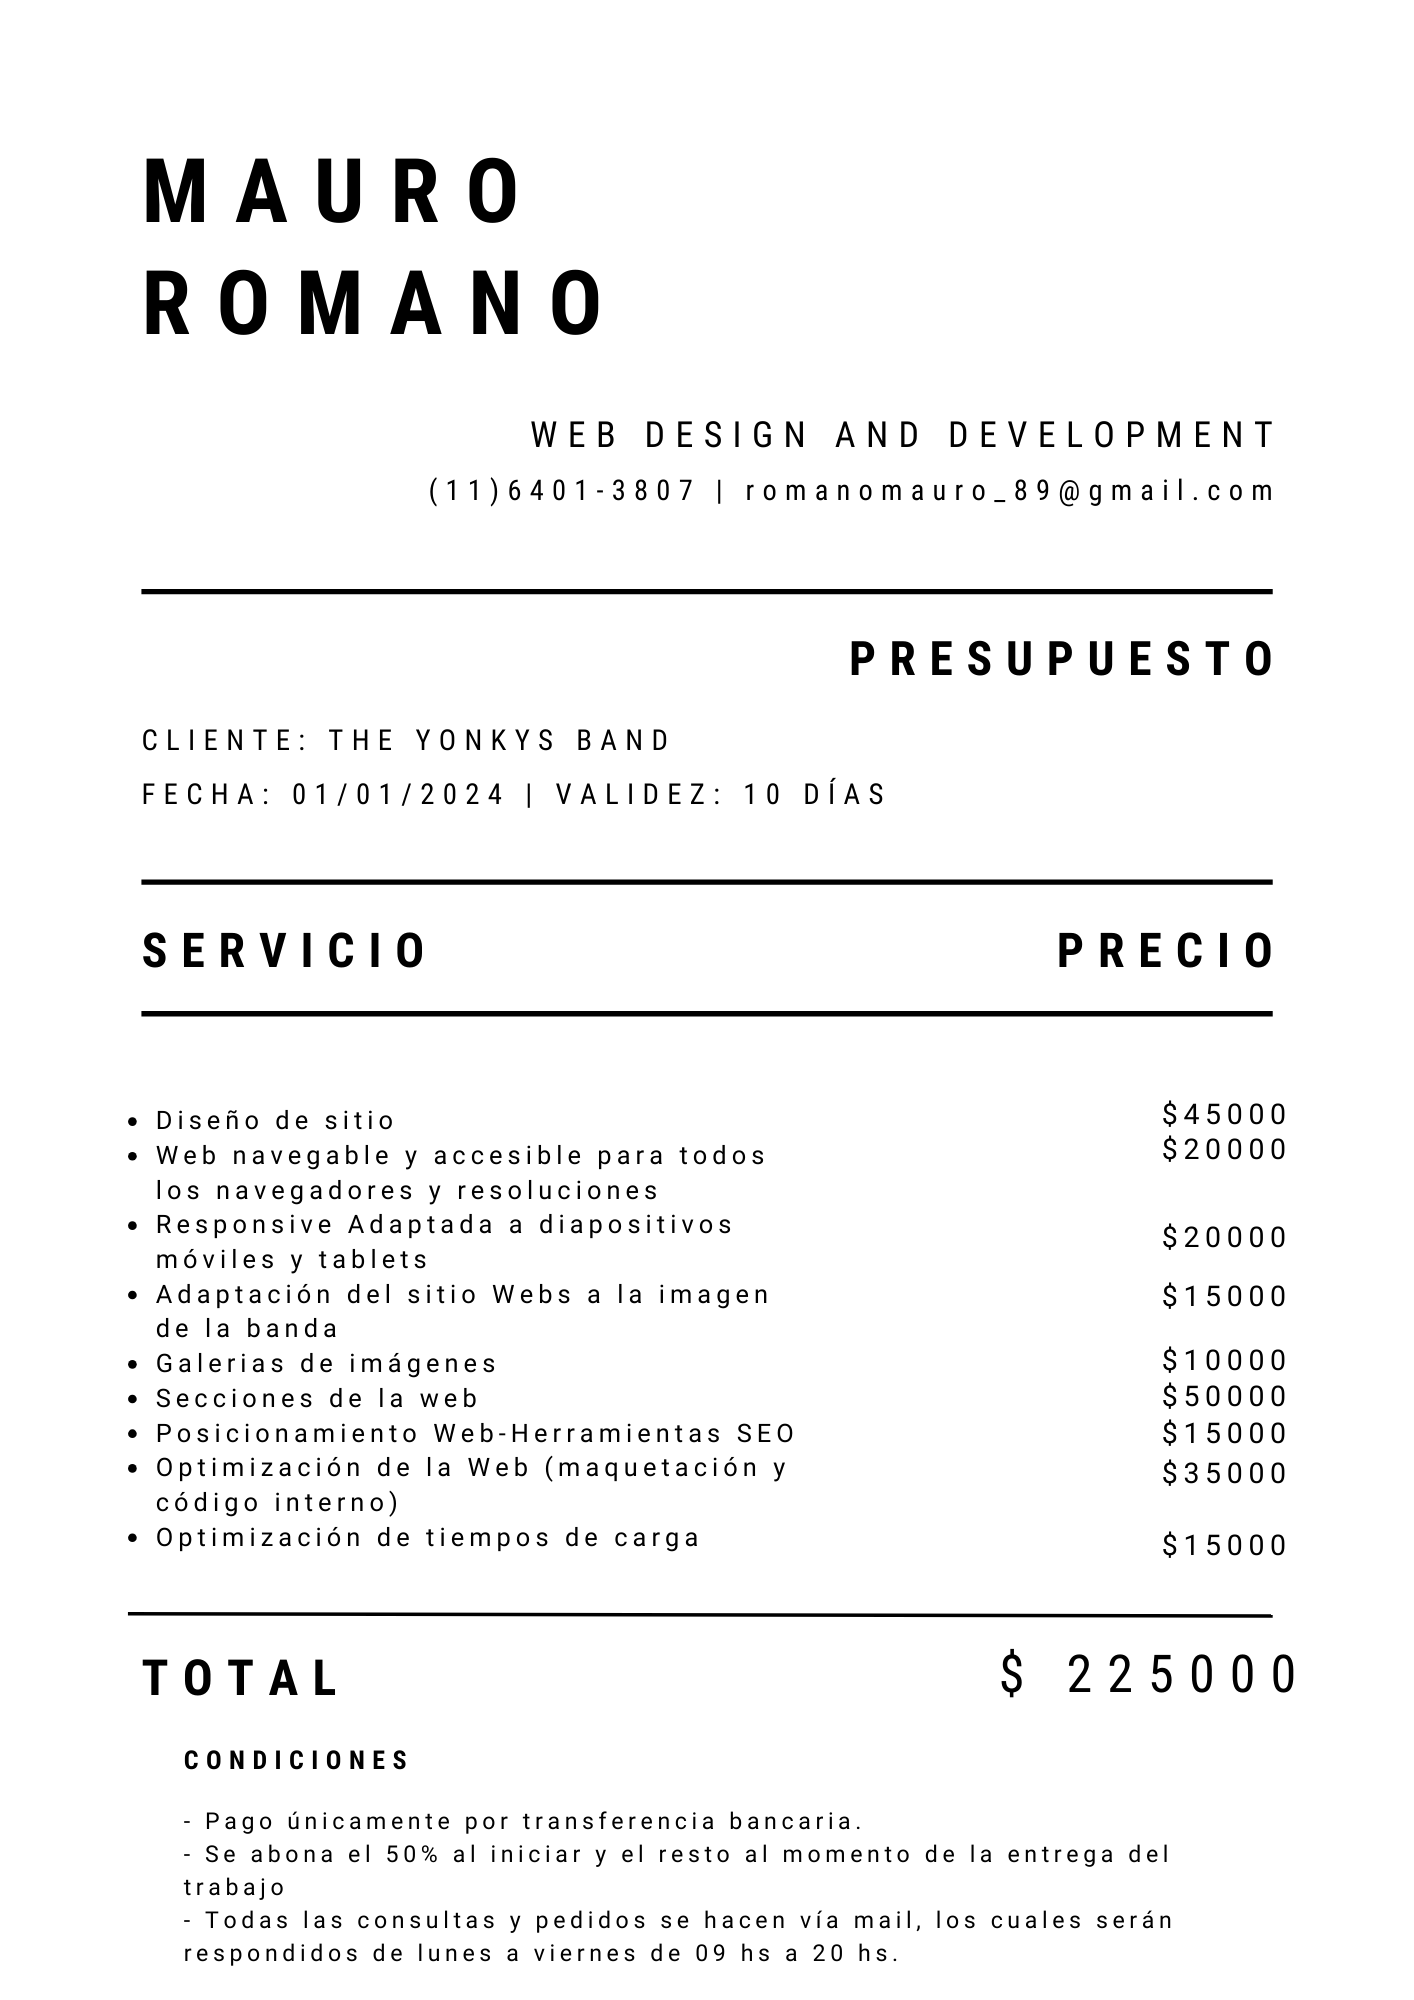 MAURO
ROMANO
WEB DESIGN AND DEVELOPMENT
(11)6401-3807 | romanomauro_89@gmail.com
PRESUPUESTO
CLIENTE: THE YONKYS BAND
FECHA: 01/01/2024 | VALIDEZ: 10 DÍAS
SERVICIO PRECIO
• Diseño de sitio $45000
• Web navegable y accesible para todos $20000
los navegadores y resoluciones
• Responsive Adaptada a diapositivos $20000
móviles y tablets
• Adaptación del sitio Webs a la imagen $15000
de la banda
• Galerias de imágenes $10000
• Secciones de la web $50000
• Posicionamiento Web-Herramientas SEO $15000
• Optimización de la Web (maquetación y $35000
código interno)
• Optimización de tiempos de carga $15000
TOTAL $ 225000
CONDICIONES
- Pago únicamente por transferencia bancaria.
- Se abona el 50% al iniciar y el resto al momento de la entrega del
trabajo
- Todas las consultas y pedidos se hacen vía mail, los cuales serán
respondidos de lunes a viernes de 09 hs a 20 hs.